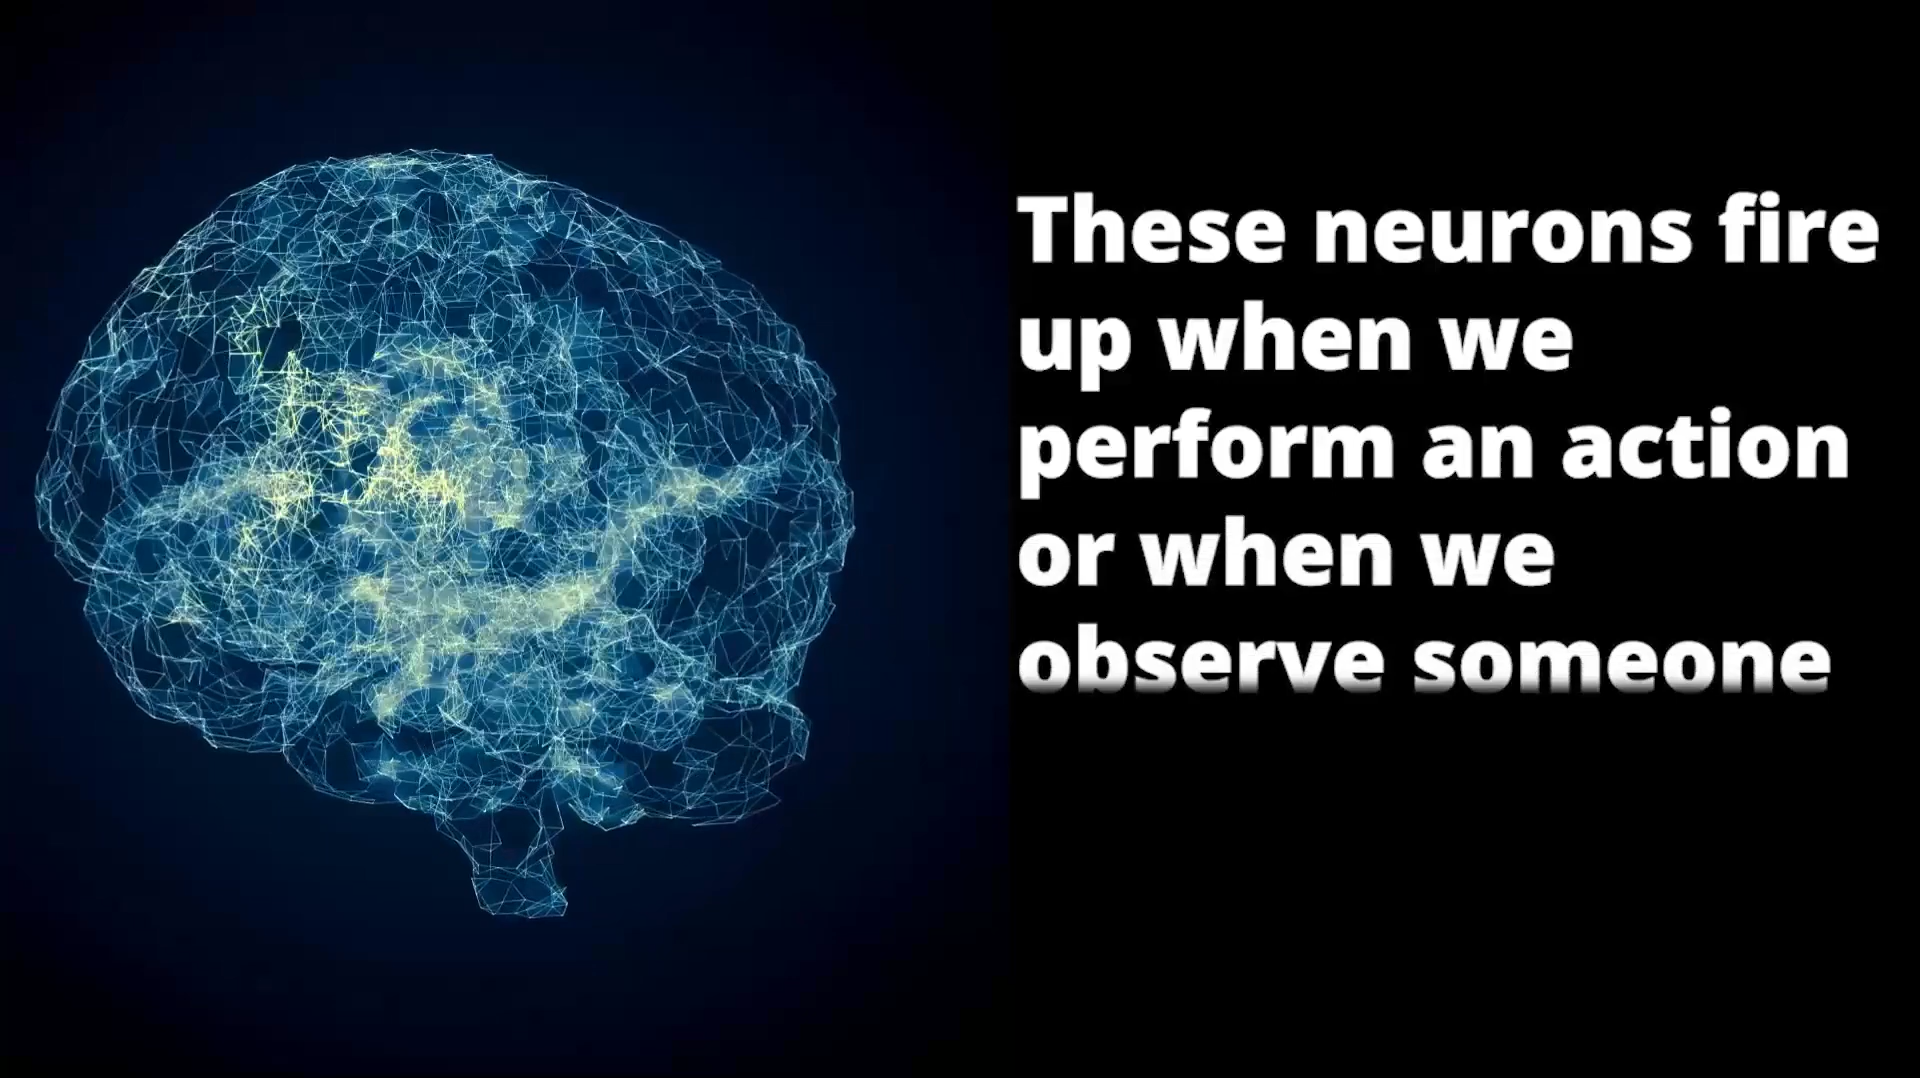 These neurons fire
up when we
perform an action
or when we
observe someone